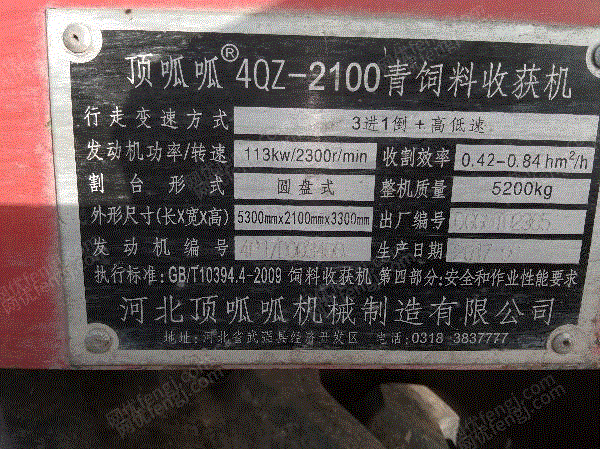 顶呱呱®4QZ-2100青饲料收获机
行走变速方式 3进1倒+高低速
发动机功率/转速 113kw/2300r/min 收割效率 0.42-0.84hm²/h
割台形式 圆盘式 整机质量 5200kg
外形尺寸(长X宽X高) 5300mmx2100mmx3300mm 出厂编号
发动机编号 生产日期
执行标准:GB/T10394.4-2009 饲料收获机 第四部分:安全和作业性能要求
河北顶呱呱机械制造有限公司
地址:河北省武强县经济开发区 电话:0318-3837777